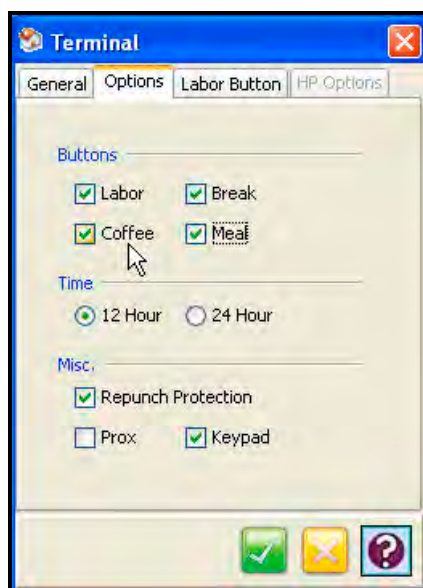 Terminal
General Options Labor Button HP Options
Buttons
Labor Break
Coffee Meal
Time
12 Hour 24 Hour
Misc.
Repunch Protection
Prox Keypad
?